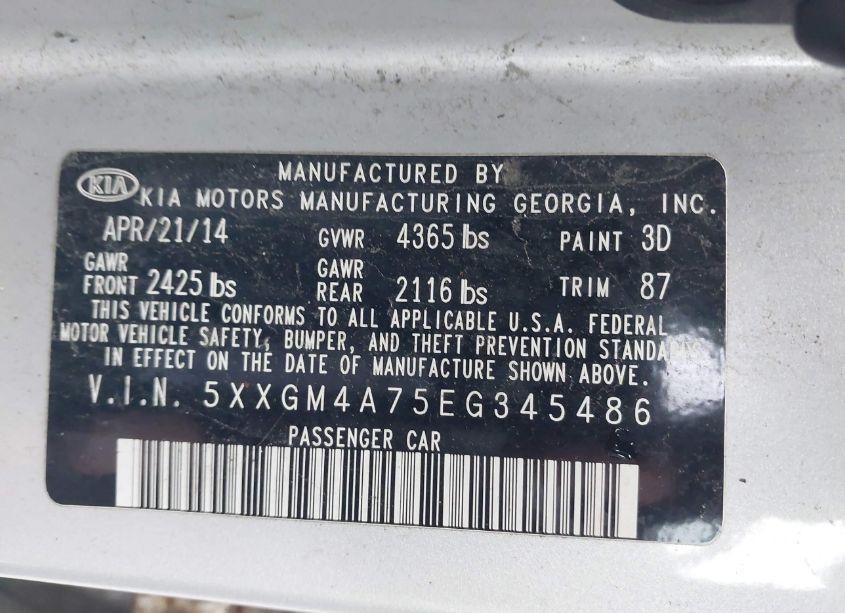 MANUFACTURED BY
KIA KIA MOTORS MANUFACTURING GEORGIA, INC.
APR/21/14 GVWR 4365 lbs PAINT 3D
GAWR FRONT 2425 lbs GAWR REAR 2116 lbs TRIM 87
THIS VEHICLE CONFORMS TO ALL APPLICABLE U.S.A. FEDERAL
MOTOR VEHICLE SAFETY, BUMPER, AND THEFT PREVENTION STANDARDS
IN EFFECT ON THE DATE OF MANUFACTURE SHOWN ABOVE.
V.I.N. 5XXGM4A75EG345486
PASSENGER CAR